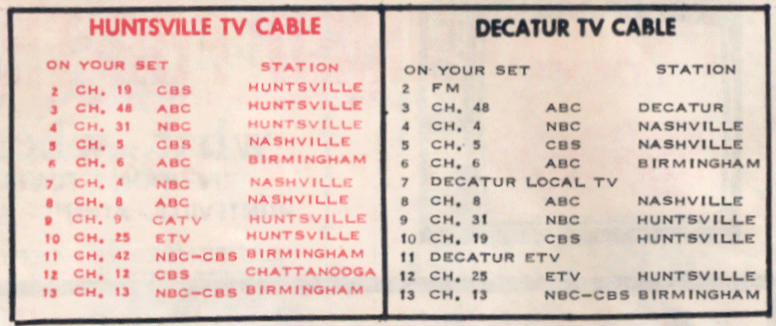 HUNTSVILLE TV CABLE
ON YOUR SET STATION
2 CH. 19 CBS HUNTSVILLE
3 CH. 48 ABC HUNTSVILLE
4 CH. 31 NBC HUNTSVILLE
5 CH. 5 CBS NASHVILLE
6 CH. 6 ABC BIRMINGHAM
7 CH. 4 NBC NASHVILLE
8 CH. 8 ABC NASHVILLE
9 CH. 9 CATV HUNTSVILLE
10 CH. 25 ETV HUNTSVILLE
11 CH. 42 NBC-CBS BIRMINGHAM
12 CH. 12 CBS CHATTANOOGA
13 CH. 13 NBC-CBS BIRMINGHAM
DECATUR TV CABLE
ON YOUR SET STATION
2 FM
3 CH. 48 ABC DECATUR
4 CH. 4 NBC NASHVILLE
5 CH. 5 CBS NASHVILLE
6 CH. 6 ABC BIRMINGHAM
7 DECATUR LOCAL TV
8 CH. 8 ABC NASHVILLE
9 CH. 31 NBC HUNTSVILLE
10 CH. 19 CBS HUNTSVILLE
11 DECATUR ETV
12 CH. 25 ETV HUNTSVILLE
13 CH. 13 NBC-CBS BIRMINGHAM